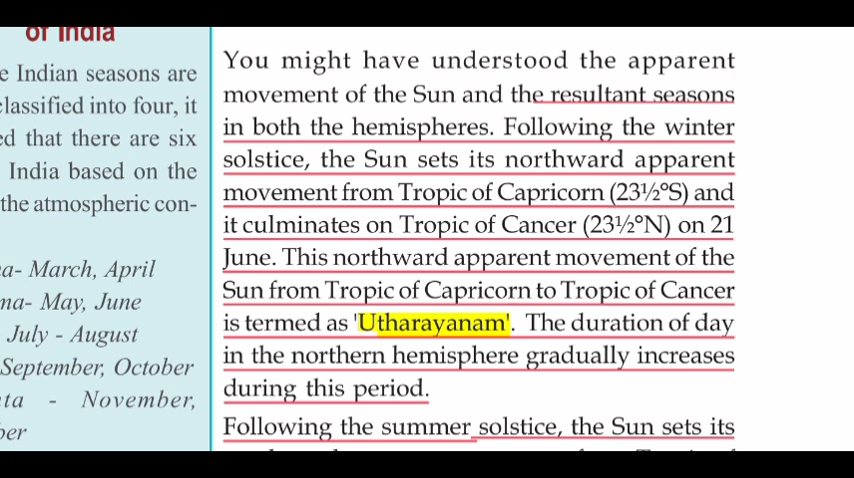 of India
e Indian seasons are
classified into four, it
ed that there are six
India based on the
the atmospheric con-
a- March, April
ma- May, June
July - August
September, October
ta - November,
ber
You might have understood the apparent
movement of the Sun and the resultant seasons
in both the hemispheres. Following the winter
solstice, the Sun sets its northward apparent
movement from Tropic of Capricorn (23½°S) and
it culminates on Tropic of Cancer (23½°N) on 21
June. This northward apparent movement of the
Sun from Tropic of Capricorn to Tropic of Cancer
is termed as 'Utharayanam'. The duration of day
in the northern hemisphere gradually increases
during this period.
Following the summer solstice, the Sun sets its